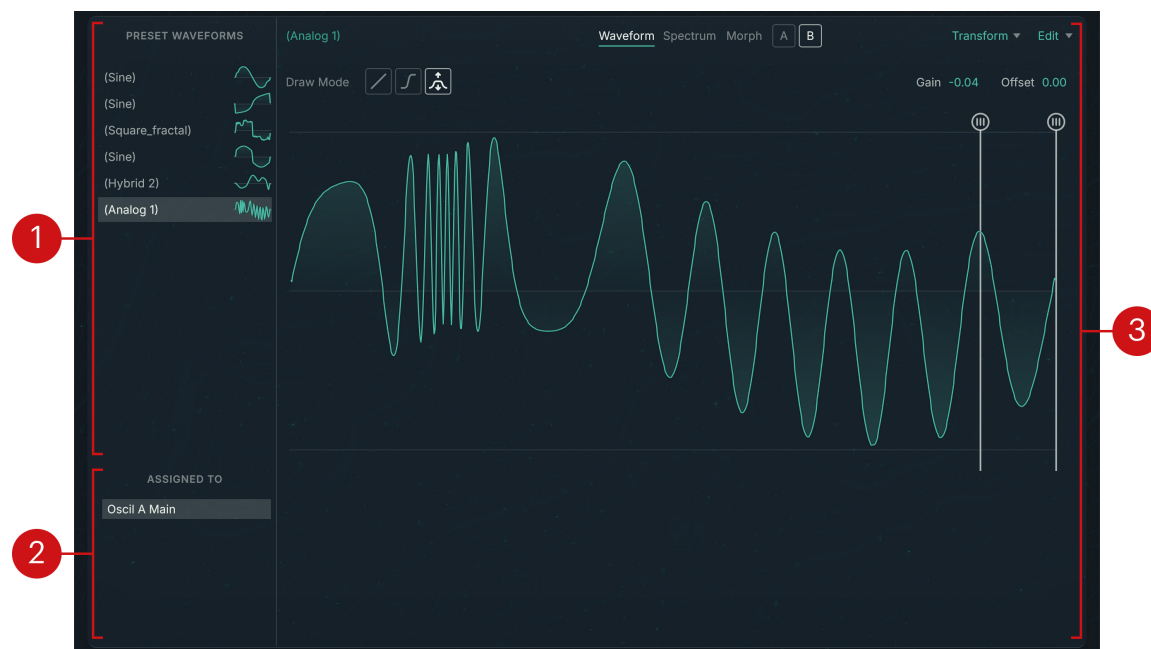 PRESET WAVEFORMS
(Analog 1)
Waveform Spectrum Morph A B
Transform Edit
(Sine)
(Sine)
(Square_fractal)
(Sine)
(Hybrid 2)
(Analog 1)
Draw Mode
Gain -0.04 Offset 0.00
1
ASSIGNED TO
Oscil A Main
2
3